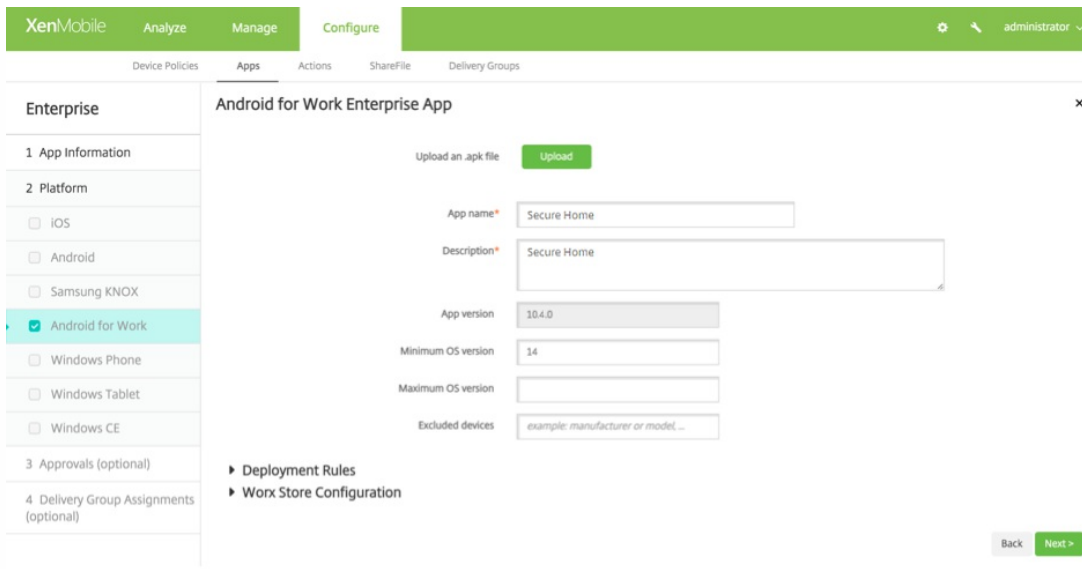 XenMobile Analyze Manage Configure administrator
Device Policies Apps Actions ShareFile Delivery Groups
Enterprise
1 App Information
2 Platform
iOS
Android
Samsung KNOX
Android for Work
Windows Phone
Windows Tablet
Windows CE
3 Approvals (optional)
4 Delivery Group Assignments
(optional)
Android for Work Enterprise App
Upload an .apk file Upload
App name* Secure Home
Description* Secure Home
App version 10.4.0
Minimum OS version 14
Maximum OS version
Excluded devices example: manufacturer or model, ...
Deployment Rules
Worx Store Configuration
Back Next >